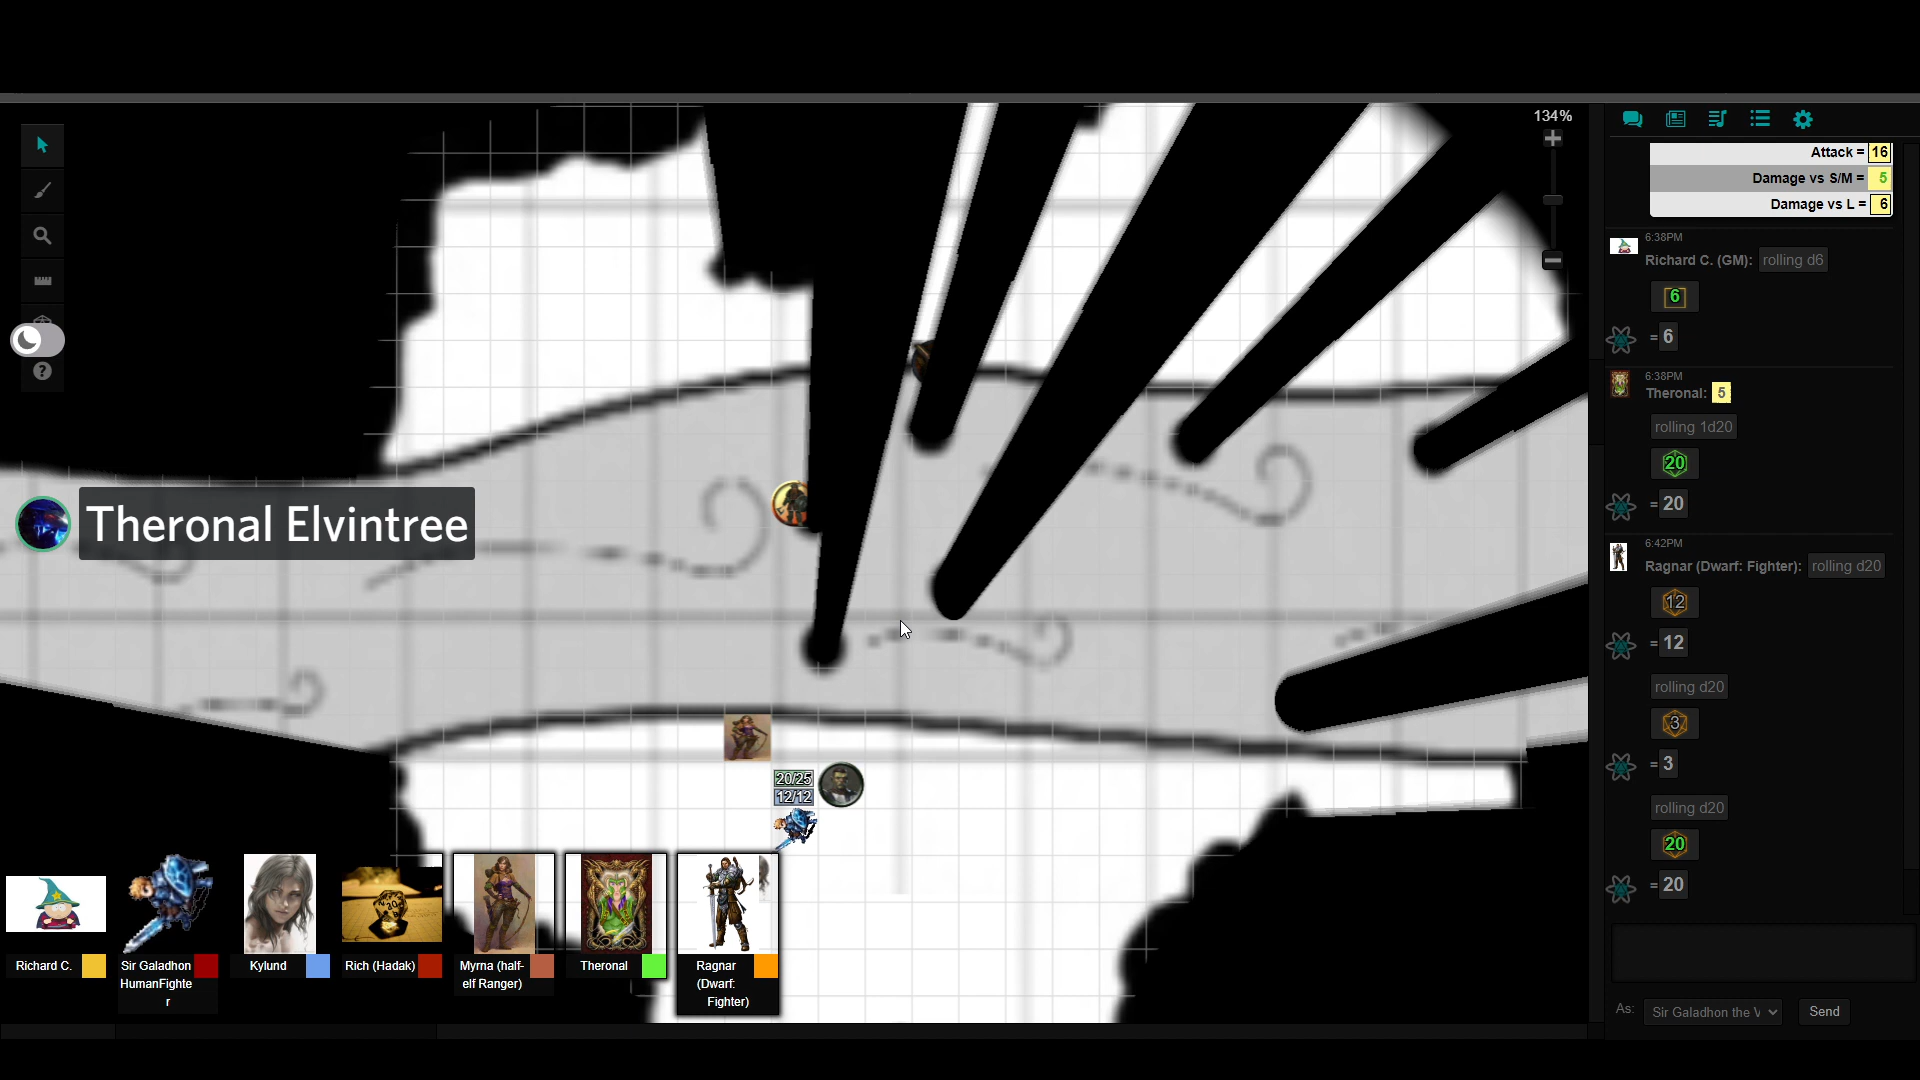 134%
Attack = 16
Damage vs S/M = 5
Damage vs L = 6
6:38PM
Richard C. (GM): rolling d6
6
= 6
6:38PM
Theronal: 5
rolling 1d20
20
= 20
6:42PM
Ragnar (Dwarf: Fighter): rolling d20
12
= 12
rolling d20
3
= 3
rolling d20
20
= 20
As: Sir Galadhon the V
Send
?
Theronal Elvintree
20/25
12/12
Richard C.
Sir Galadhon
HumanFighte
r
Kylund
Rich (Hadak)
Myrna (half-
elf Ranger)
Theronal
Ragnar
(Dwarf:
Fighter)